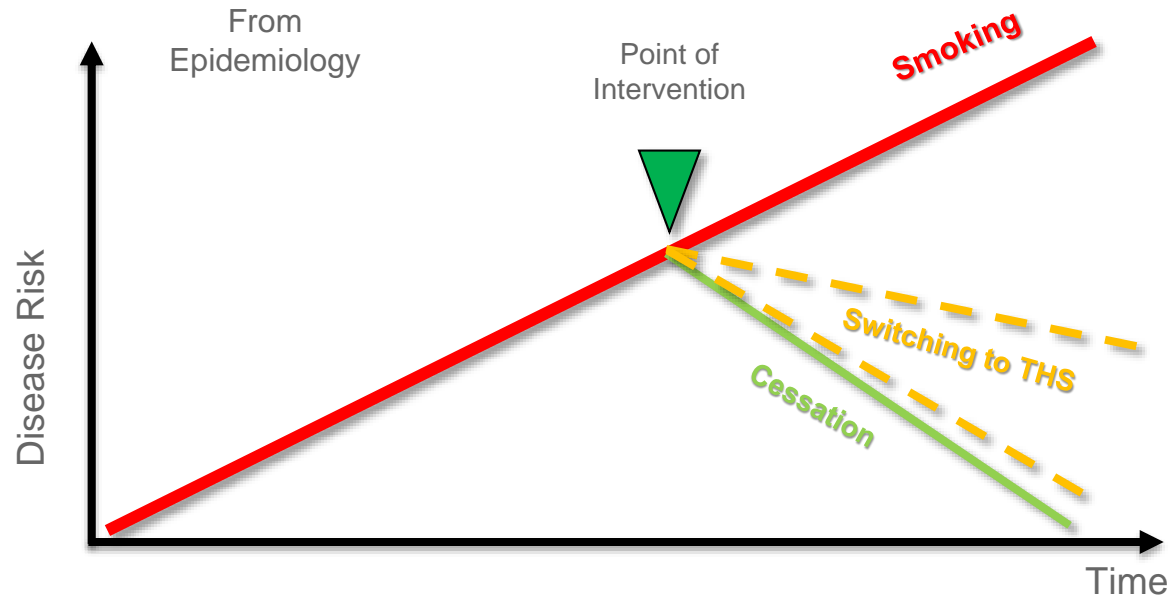 From
Epidemiology
Point of
Intervention
Smoking
Switching to THS
Cessation
Disease Risk
Time